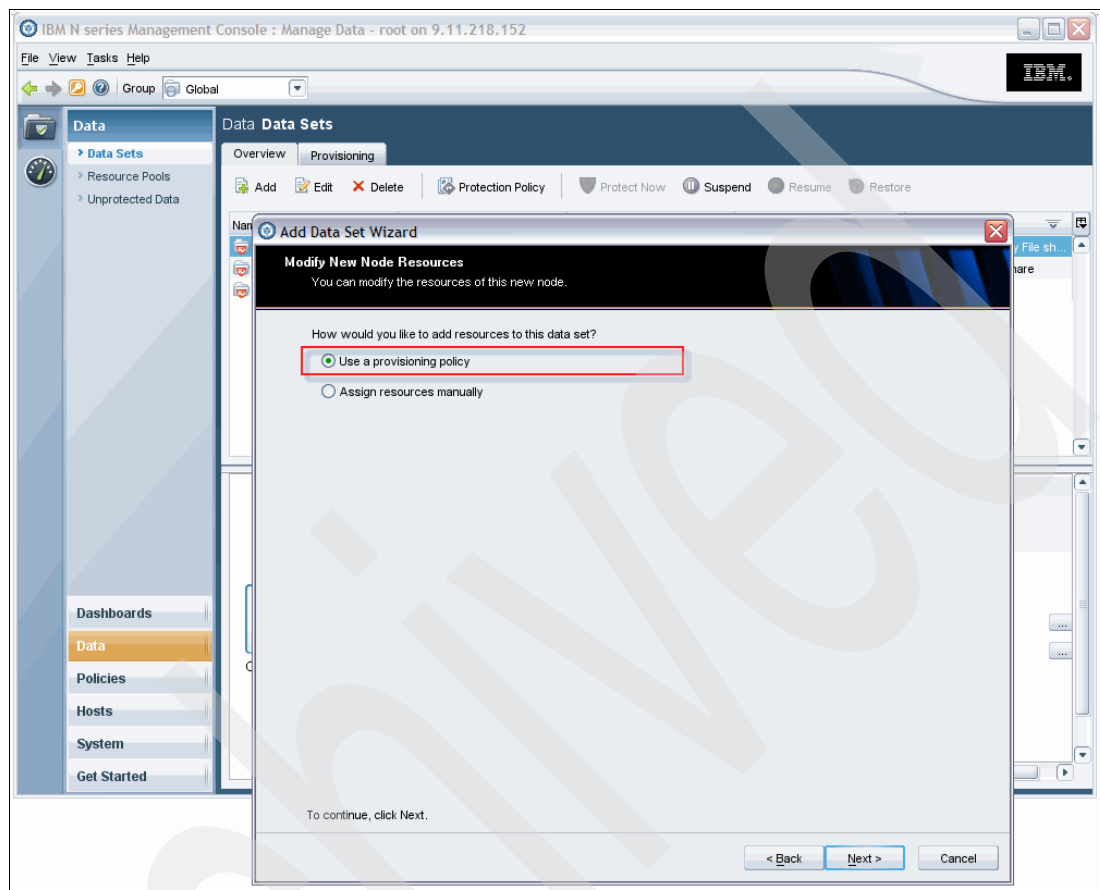 IBM N series Management Console : Manage Data - root on 9.11.218.152
File View Tasks Help
IBM.
Group Global
Data
Data Data Sets
Data Sets
Resource Pools
Unprotected Data
Overview Provisioning
Add Edit Delete Protection Policy Protect Now Suspend Resume Restore
Add Data Set Wizard
y File sh...
hare
Modify New Node Resources
You can modify the resources of this new node.
How would you like to add resources to this data set?
Use a provisioning policy
Assign resources manually
Dashboards
Data
Policies
Hosts
System
Get Started
...
...
To continue, click Next.
< Back Next > Cancel